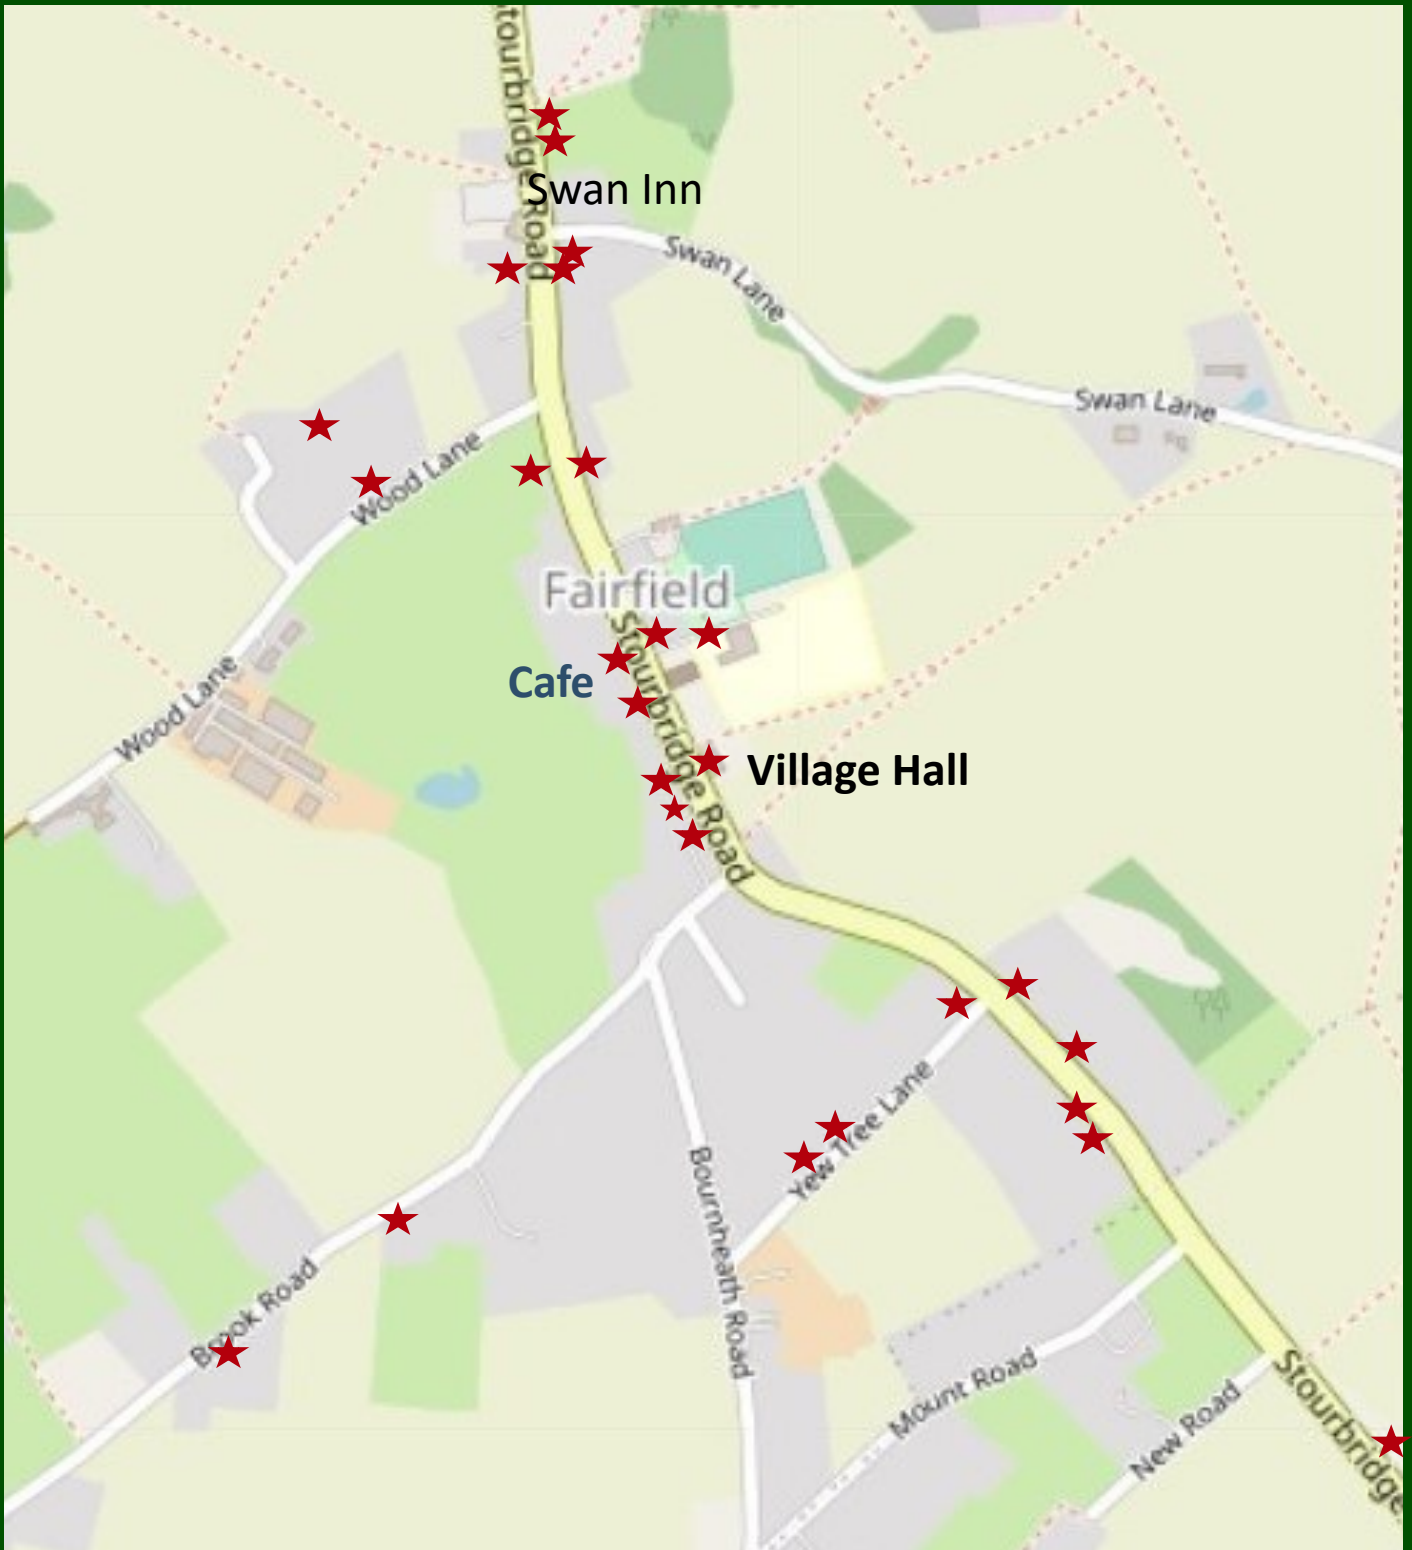 tourbridge Road
Swan Inn
Swan Lane
Swan Lane
Wood Lane
Fairfield
Stourbridge Road
Cafe
Wood Lane
Village Hall
Yew Tree Lane
Bournheath Road
Brook Road
Mount Road
New Road
Stourbridge